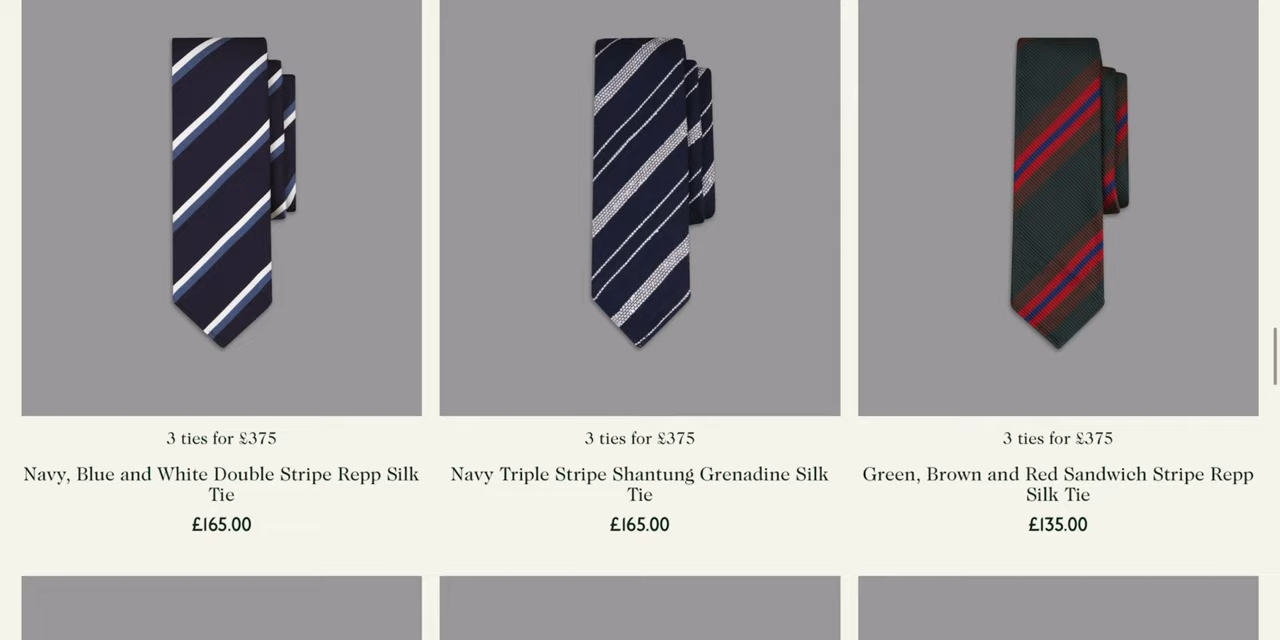 3 ties for £375
3 ties for £375
3 ties for £375
Navy, Blue and White Double Stripe Repp Silk
Tie
Navy Triple Stripe Shantung Grenadine Silk
Tie
Green, Brown and Red Sandwich Stripe Repp
Silk Tie
£165.00
£165.00
£135.00